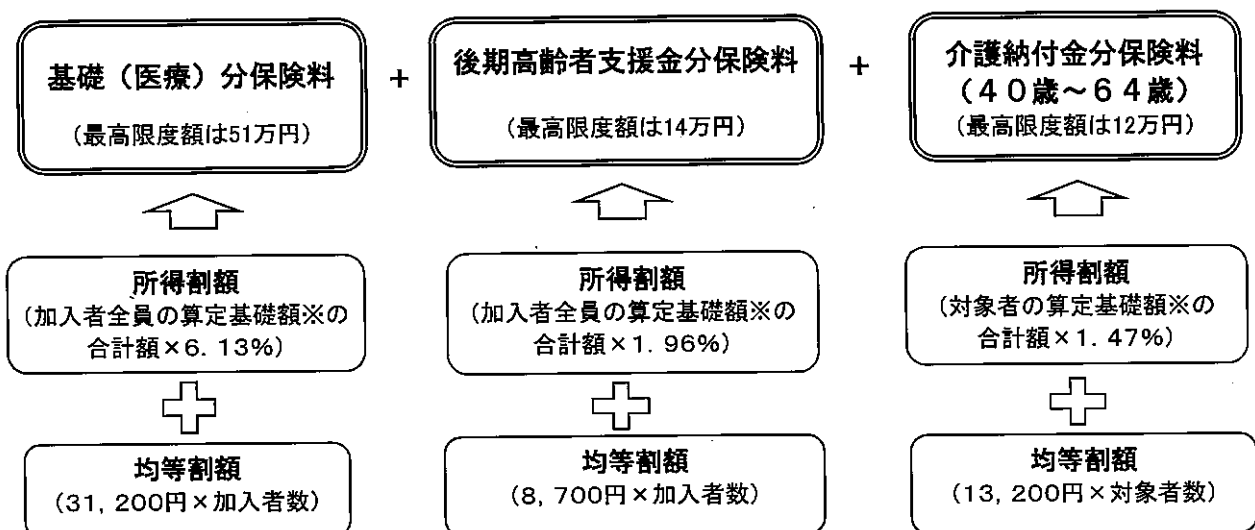 基礎（医療）分保険料
（最高限度額は51万円）
+
後期高齢者支援金分保険料
（最高限度額は14万円）
+
介護納付金分保険料
（４０歳～６４歳）
（最高限度額は12万円）
所得割額
（加入者全員の算定基礎額※の
合計額×6.13%）
所得割額
（加入者全員の算定基礎額※の
合計額×1.96%）
所得割額
（対象者の算定基礎額※の
合計額×1.47%）
均等割額
（31,200円×加入者数）
均等割額
（8,700円×加入者数）
均等割額
（13,200円×対象者数）